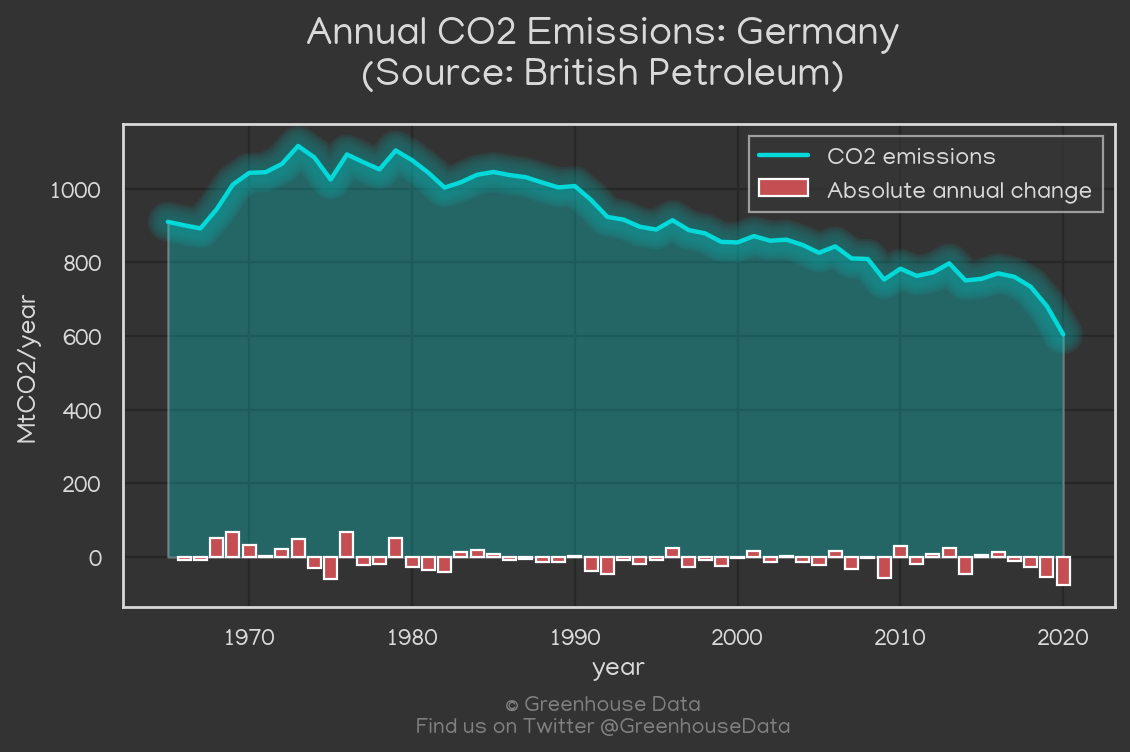 Annual CO2 Emissions: Germany
(Source: British Petroleum)
CO2 emissions
Absolute annual change
MtCO2/year
1000
800
600
400
200
0
1970 1980 1990 2000 2010 2020
year
© Greenhouse Data
Find us on Twitter @GreenhouseData